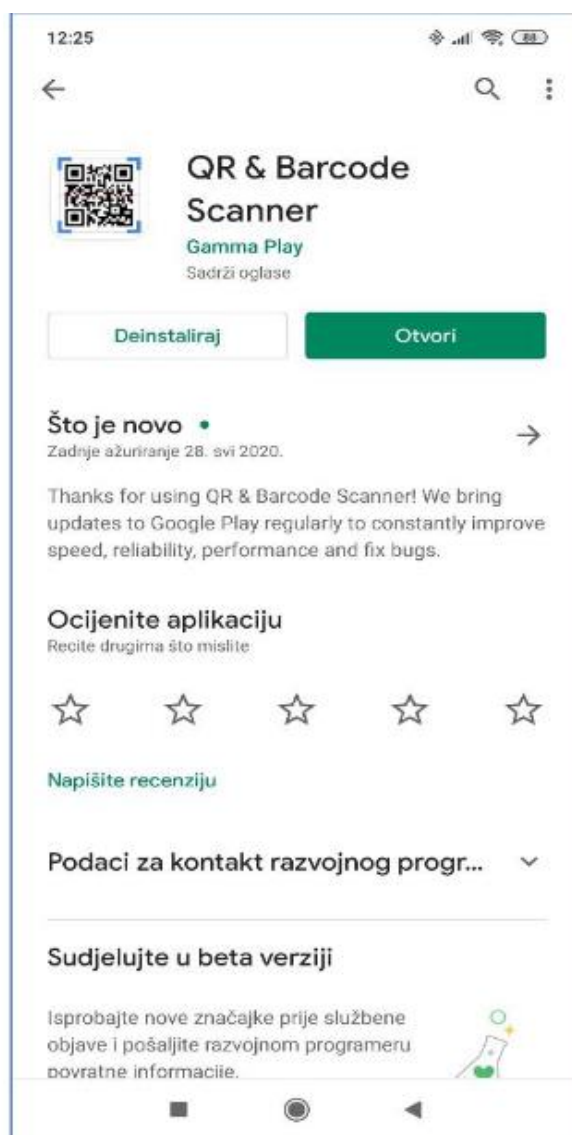 12:25
88
QR & Barcode
Scanner
Gamma Play
Sadrži oglase
Deinstaliraj
Otvori
Što je novo
Zadnje ažuriranje 28. svi 2020.
Thanks for using QR & Barcode Scanner! We bring
updates to Google Play regularly to constantly improve
speed, reliability, performance and fix bugs.
Ocijenite aplikaciju
Recite drugima što mislite
Napišite recenziju
Podaci za kontakt razvojnog progr...
Sudjelujte u beta verziji
Isprobajte nove značajke prije službene
objave i pošaljite razvojnom programeru
povratne informacije.